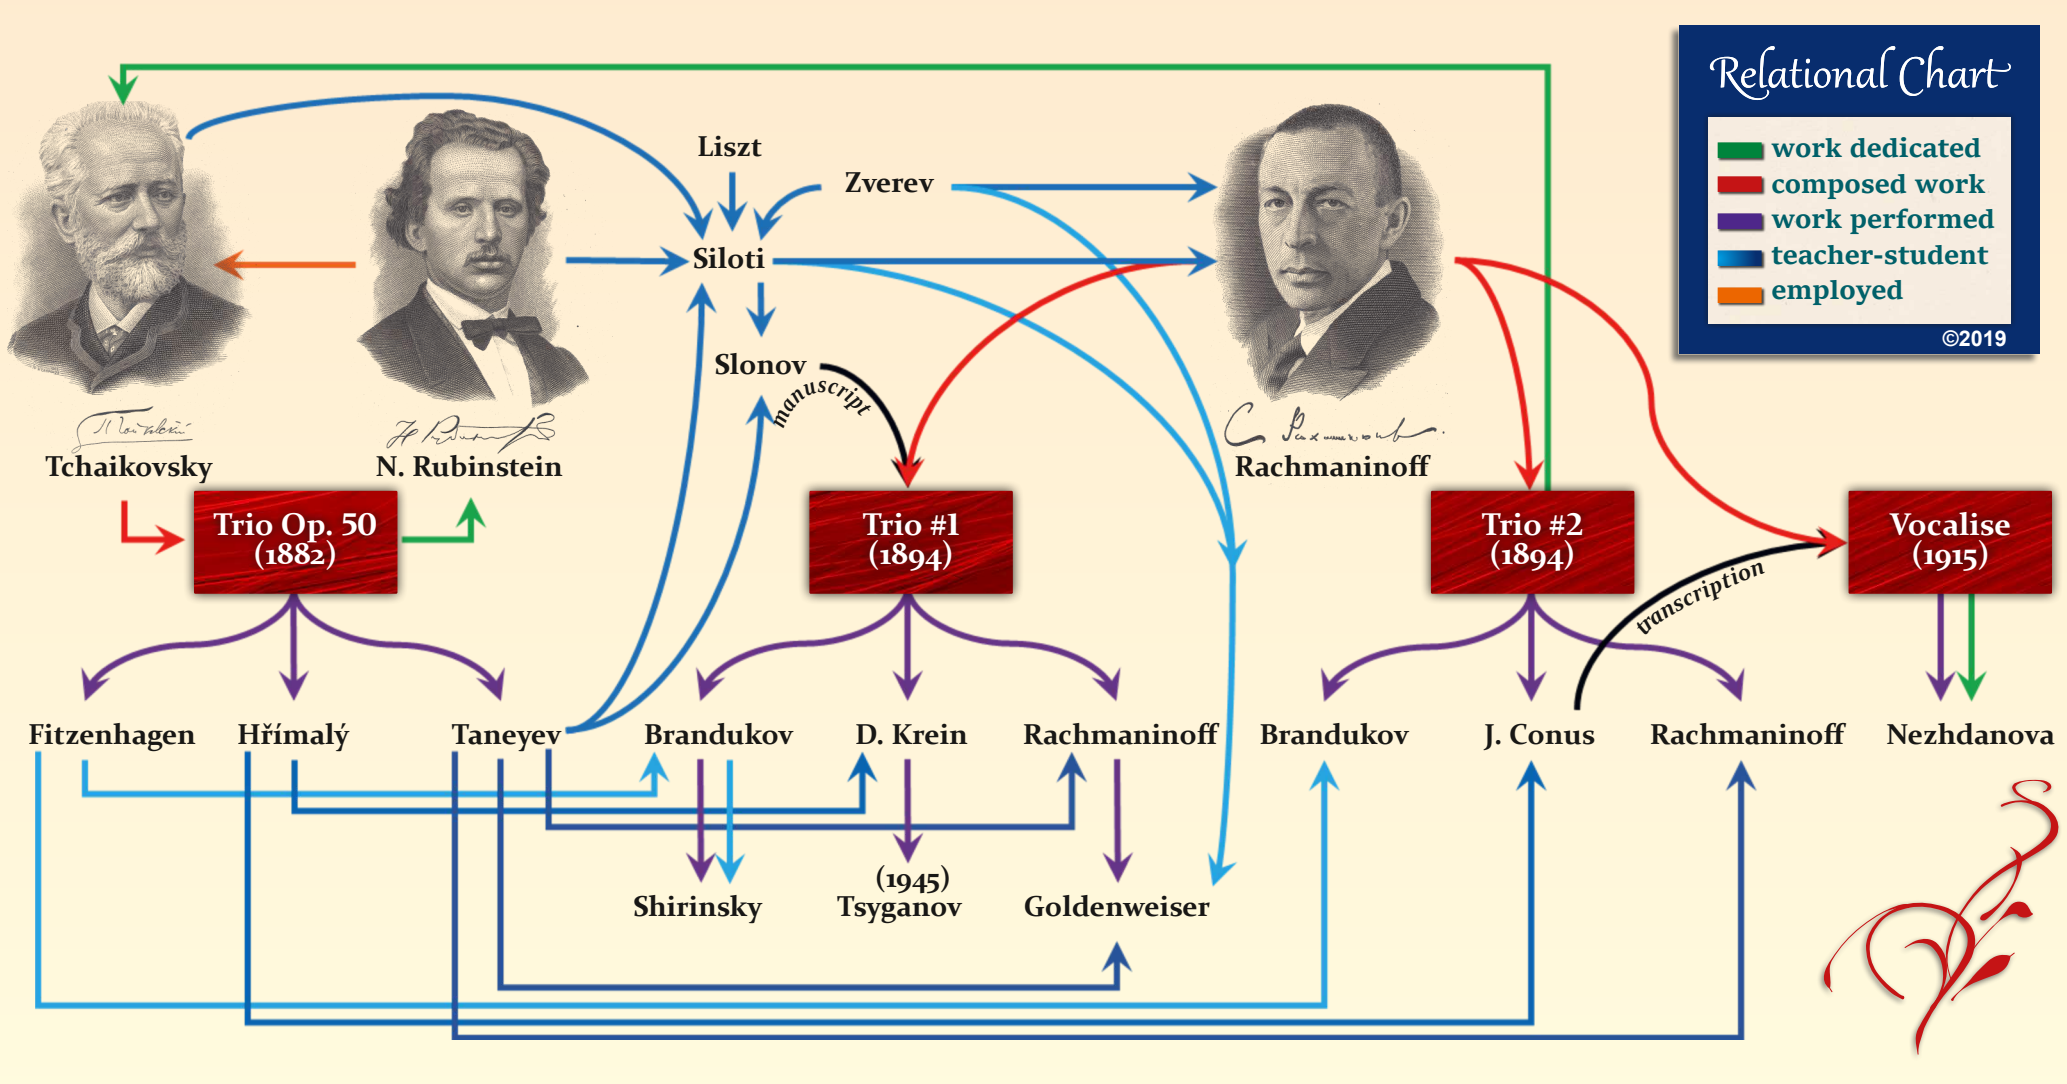 Relational Chart
work dedicated
composed work
work performed
teacher-student
employed
©2019
Liszt
Zverev
Siloti
Slonov
manuscript
Tchaikovsky
N. Rubinstein
Rachmaninoff
Trio Op. 50
(1882)
Trio #1
(1894)
Trio #2
(1894)
Vocalise
(1915)
transcription
Fitzenhagen
Hřímalý
Taneyev
Brandukov
D. Krein
Rachmaninoff
Brandukov
J. Conus
Rachmaninoff
Nezhdanova
Shirinsky
(1945)
Tsyganov
Goldenweiser